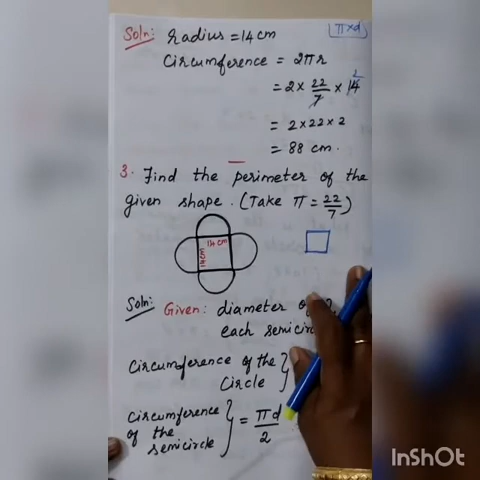 Soln: Radius = 14 cm
πxd
Circumference = 2πr
= 2 × 22/7 × 14 2
= 2 × 22 × 2
= 88 cm.
3. Find the perimeter of the
given shape. (Take π = 22/7)
14 cm
14 cm
Soln: Given: diameter of
each semicir
Circumference of the
Circle }
Circumference
of the
semicircle } = πd/2
InShOt